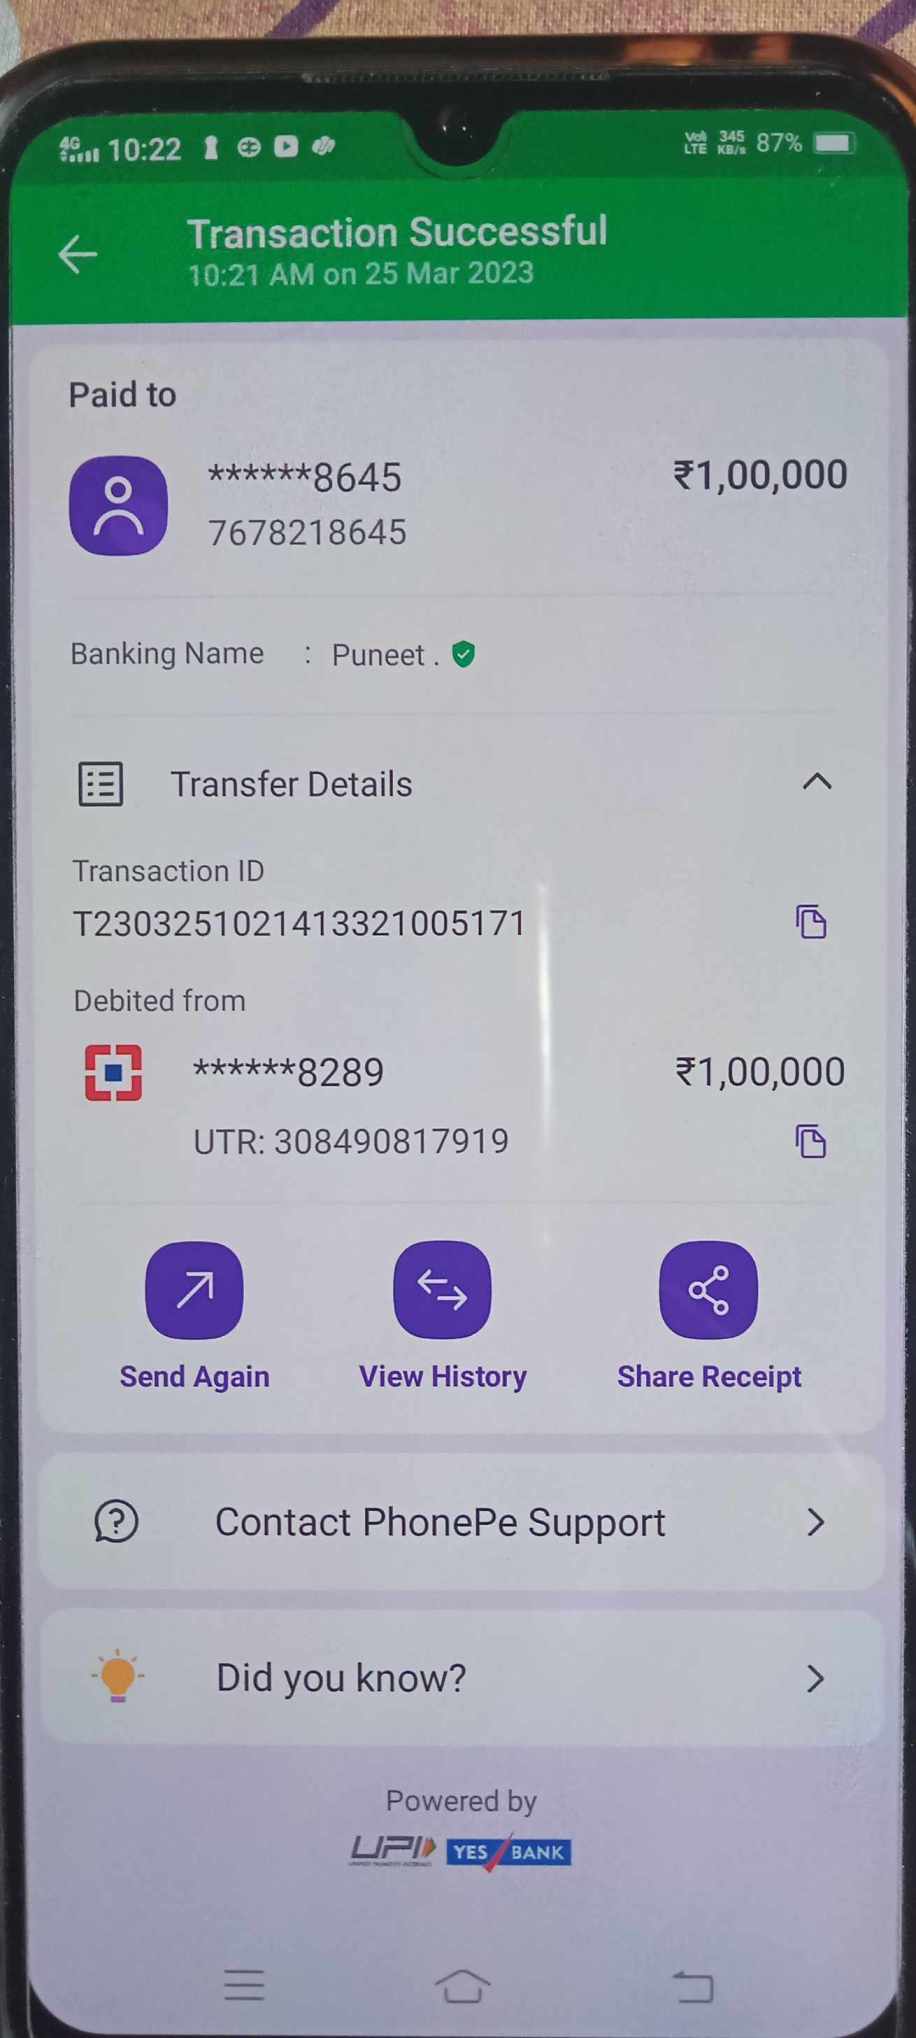 4G 10:22 VoLTE 345 KB/s 87%
Transaction Successful
10:21 AM on 25 Mar 2023
Paid to
******8645 ₹1,00,000
7678218645
Banking Name : Puneet .
Transfer Details
Transaction ID
T2303251021413321005171
Debited from
******8289 ₹1,00,000
UTR: 308490817919
Send Again View History Share Receipt
Contact PhonePe Support
Did you know?
Powered by
UPI YES BANK